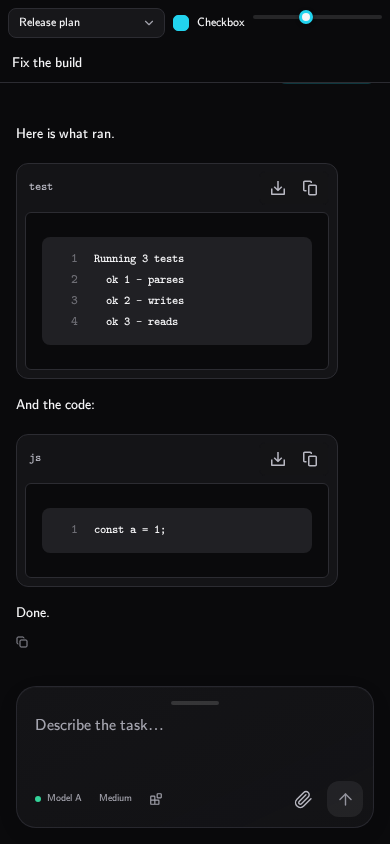 Release plan
Checkbox
Fix the build
Here is what ran.
test
1 Running 3 tests
2 ok 1 - parses
3 ok 2 - writes
4 ok 3 - reads
And the code:
js
1 const a = 1;
Done.
Describe the task...
Model A Medium